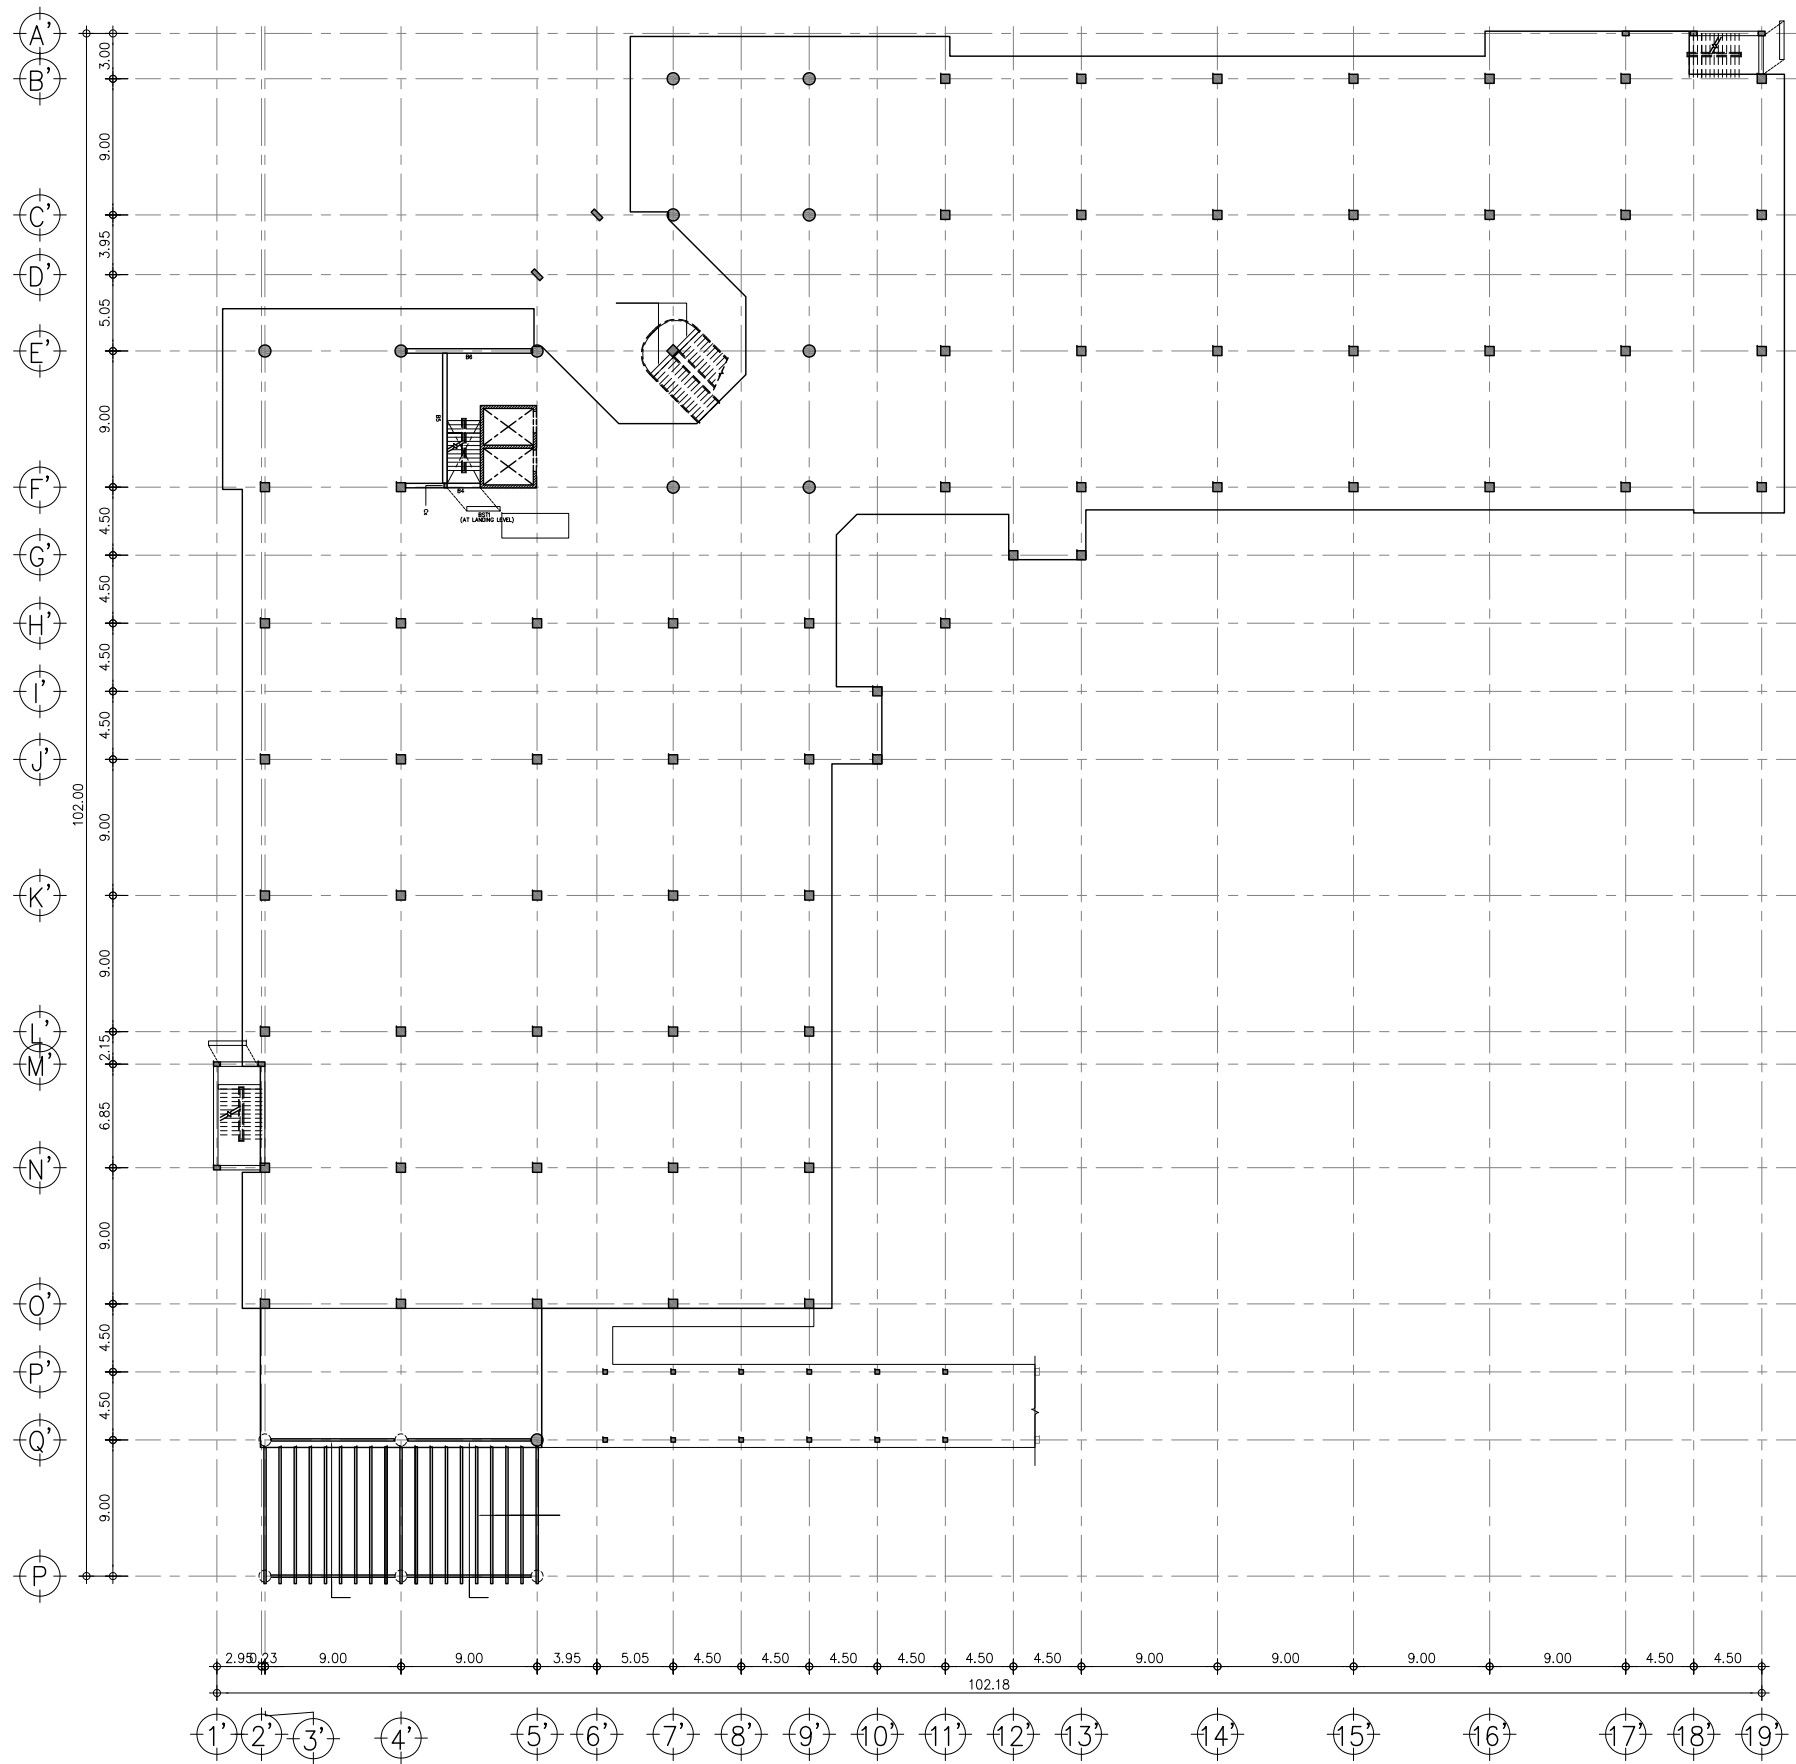 A'
3.00
B'
9.00
C'
3.95
D'
5.05
E'
9.00
F'
4.50
G'
4.50
H'
4.50
I'
4.50
J'
9.00
K'
9.00
L'
2.15
M'
6.85
N'
9.00
O'
4.50
P'
4.50
Q'
9.00
P
102.00
B6
B5
B4
BST1
(AT LANDING LEVEL)
2.95 0.23 9.00 9.00 3.95 5.05 4.50 4.50 4.50 4.50 4.50 4.50 9.00 9.00 9.00 9.00 4.50 4.50
102.18
1' 2' 3' 4' 5' 6' 7' 8' 9' 10' 11' 12' 13' 14' 15' 16' 17' 18' 19'